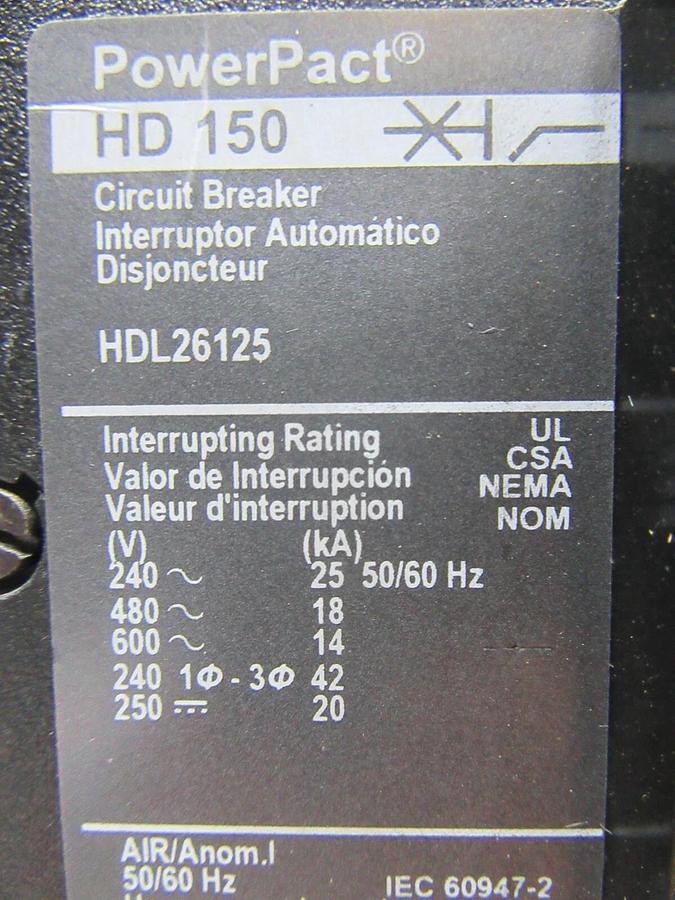 PowerPact®
HD 150
Circuit Breaker
Interruptor Automático
Disjoncteur
HDL26125
Interrupting Rating
Valor de Interrupción
Valeur d'interruption
UL
CSA
NEMA
NOM
(V) (kA)
240 ~ 25 50/60 Hz
480 ~ 18
600 ~ 14
240 1Φ - 3Φ 42
250 ⎓ 20
AIR/Anom.I
50/60 Hz IEC 60947-2